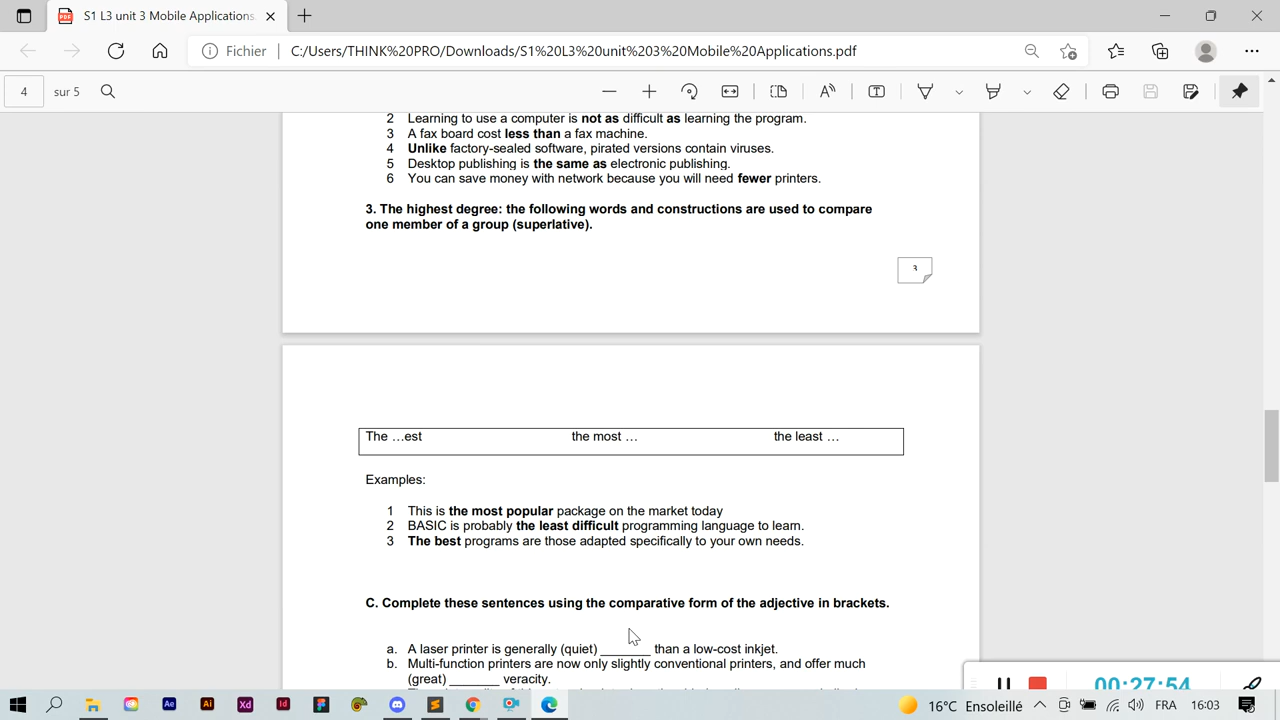 S1 L3 unit 3 Mobile Applications.
Fichier C:/Users/THINK%20PRO/Downloads/S1%20L3%20unit%203%20Mobile%20Applications.pdf
4 sur 5
2 Learning to use a computer is not as difficult as learning the program.
3 A fax board cost less than a fax machine.
4 Unlike factory-sealed software, pirated versions contain viruses.
5 Desktop publishing is the same as electronic publishing.
6 You can save money with network because you will need fewer printers.
3. The highest degree: the following words and constructions are used to compare
one member of a group (superlative).
3
The …est the most … the least …
Examples:
1 This is the most popular package on the market today
2 BASIC is probably the least difficult programming language to learn.
3 The best programs are those adapted specifically to your own needs.
C. Complete these sentences using the comparative form of the adjective in brackets.
a. A laser printer is generally (quiet) _______ than a low-cost inkjet.
b. Multi-function printers are now only slightly conventional printers, and offer much
(great) _______ veracity.
00:27:54
16°C Ensoleillé FRA 16:03